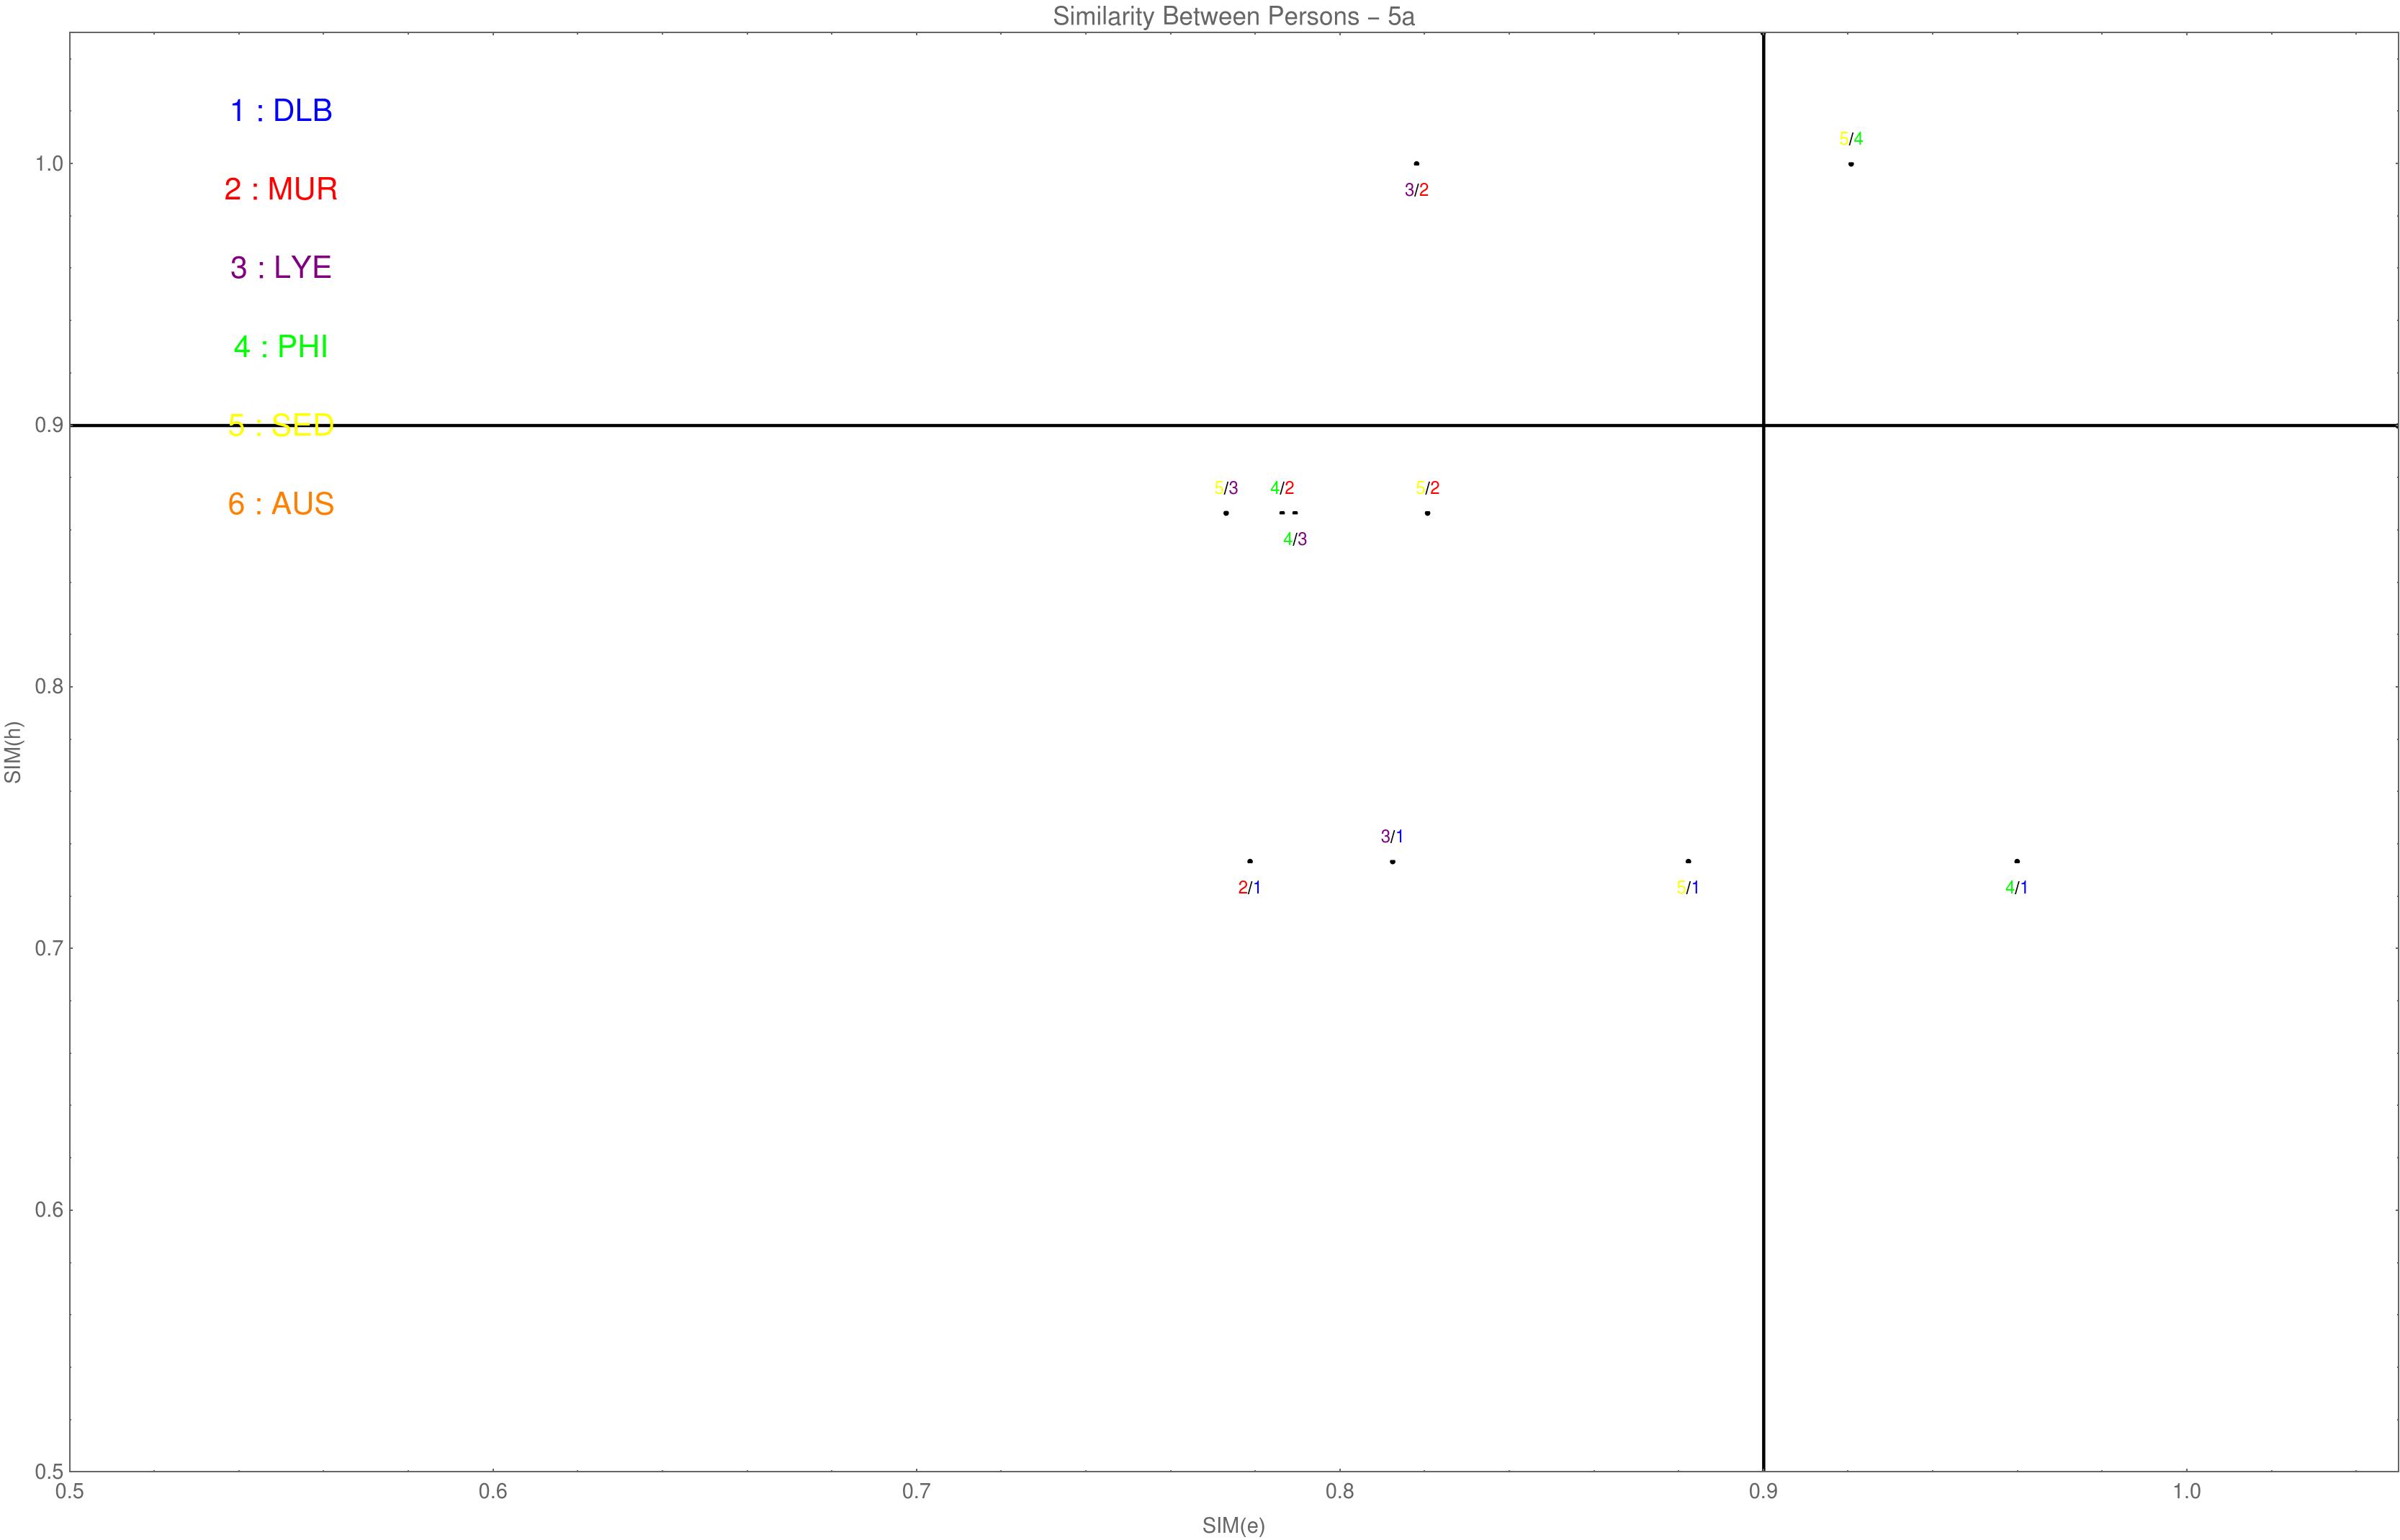 Similarity Between Persons – 5a
1 : DLB
5/4
1.0
2 : MUR
3/2
3 : LYE
4 : PHI
0.9
5 : SED
5/3 4/2 5/2
6 : AUS
4/3
0.8
SIM(h)
3/1
2/1 5/1 4/1
0.7
0.6
0.5
0.5 0.6 0.7 0.8 0.9 1.0
SIM(e)